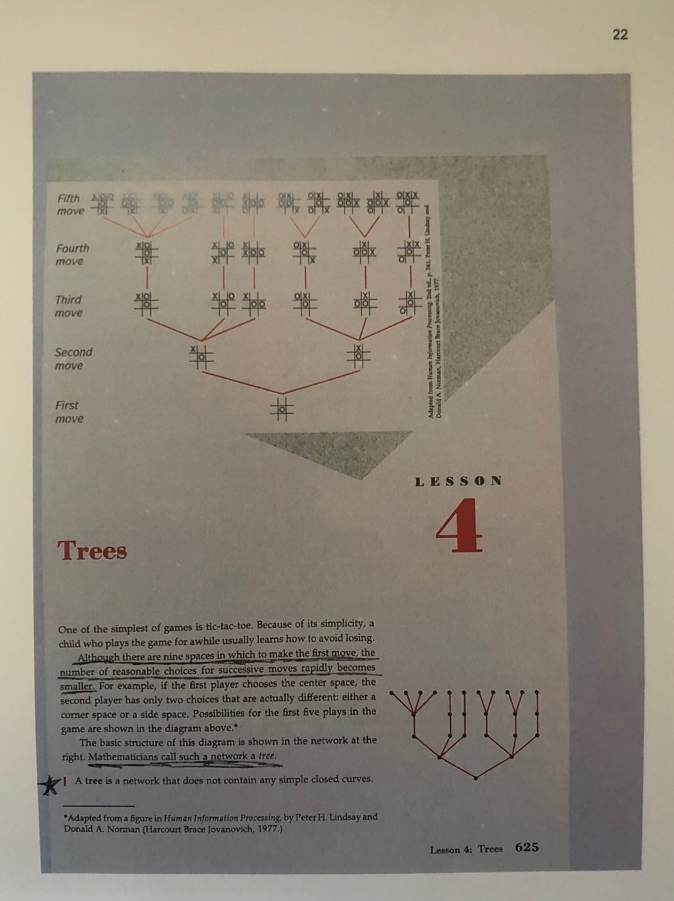 22
Fifth
move
Fourth
move
Third
move
Second
move
First
move
Adapted from Human Information Processing, 2nd ed., p. 561, Peter H. Lindsay and
Donald A. Norman, Harcourt Brace Jovanovich, 1977.
LESSON
4
Trees
One of the simplest of games is tic-tac-toe. Because of its simplicity, a
child who plays the game for awhile usually learns how to avoid losing.
Although there are nine spaces in which to make the first move, the
number of reasonable choices for successive moves rapidly becomes
smaller. For example, if the first player chooses the center space, the
second player has only two choices that are actually different: either a
corner space or a side space. Possibilities for the first five plays in the
game are shown in the diagram above.*
The basic structure of this diagram is shown in the network at the
right. Mathematicians call such a network a tree.
A tree is a network that does not contain any simple closed curves.
*Adapted from a figure in Human Information Processing, by Peter H. Lindsay and
Donald A. Norman (Harcourt Brace Jovanovich, 1977.)
Lesson 4: Trees 625